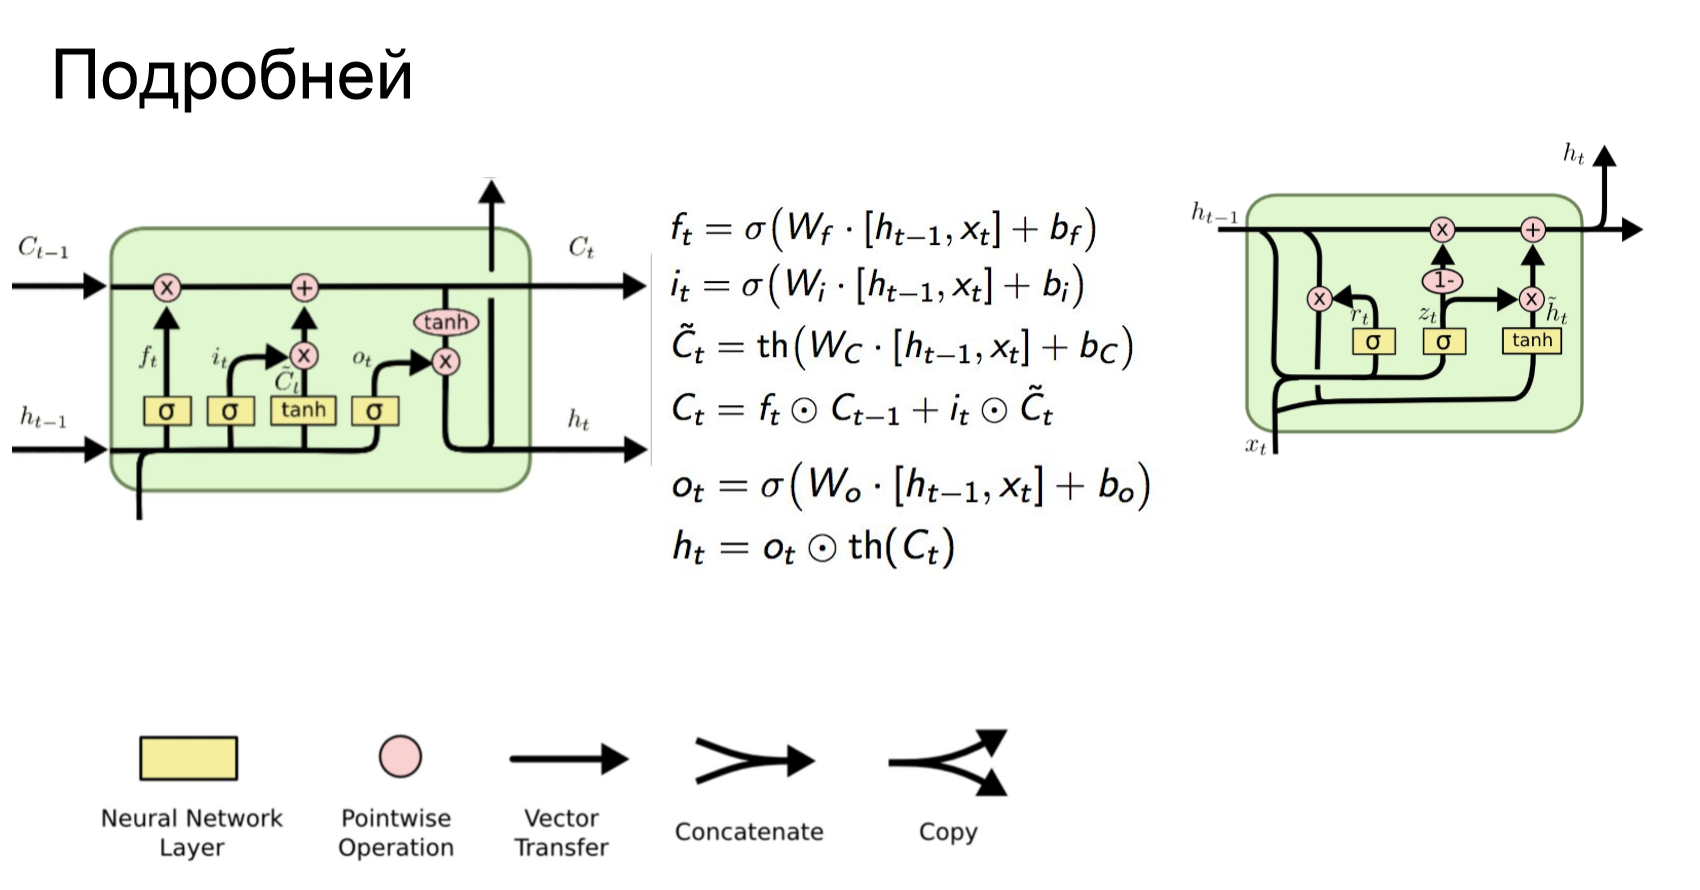 Подробней
C_{t-1}
C_t
x
+
tanh
f_t
i_t
x
o_t
x
C̃_t
h_{t-1}
σ
σ
tanh
σ
h_t
f_t = σ(W_f · [h_{t-1}, x_t] + b_f)
i_t = σ(W_i · [h_{t-1}, x_t] + b_i)
C̃_t = th(W_C · [h_{t-1}, x_t] + b_C)
C_t = f_t ⊙ C_{t-1} + i_t ⊙ C̃_t
o_t = σ(W_o · [h_{t-1}, x_t] + b_o)
h_t = o_t ⊙ th(C_t)
h_t
h_{t-1}
x
+
1-
x
r_t
z_t
x
h̃_t
σ
σ
tanh
x_t
Neural Network
Layer
Pointwise
Operation
Vector
Transfer
Concatenate
Copy